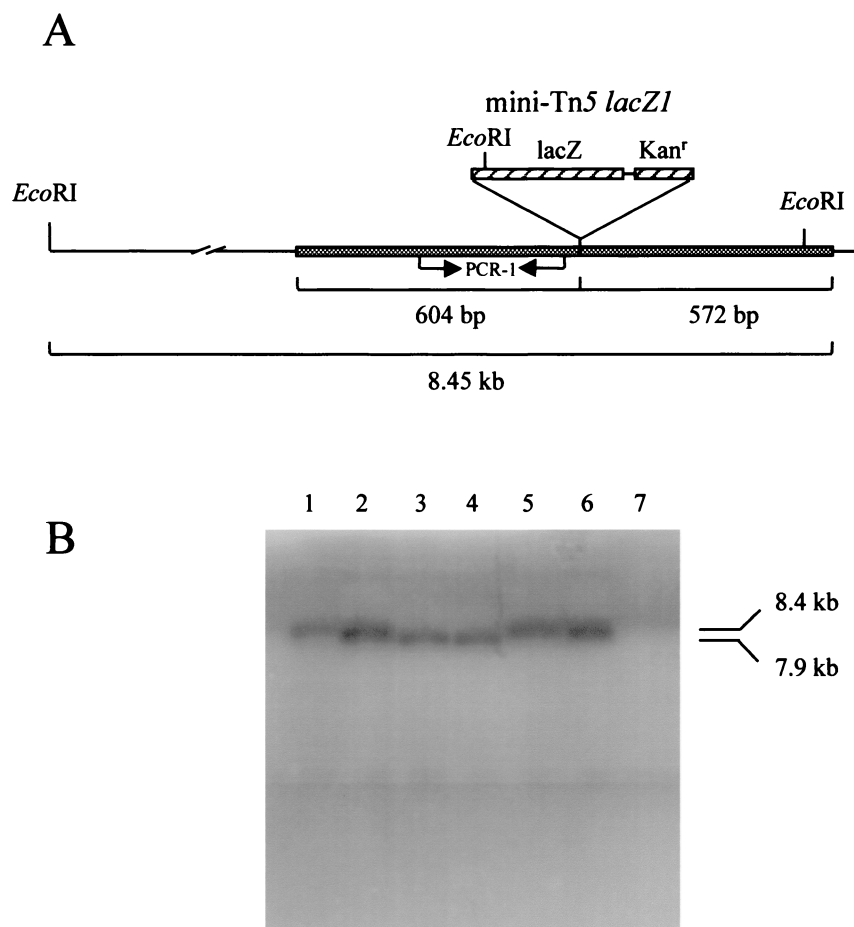 A
mini-Tn5 lacZ1
EcoRI
lacZ
Kanr
EcoRI
EcoRI
PCR-1
604 bp
572 bp
8.45 kb
B
1 2 3 4 5 6 7
8.4 kb
7.9 kb